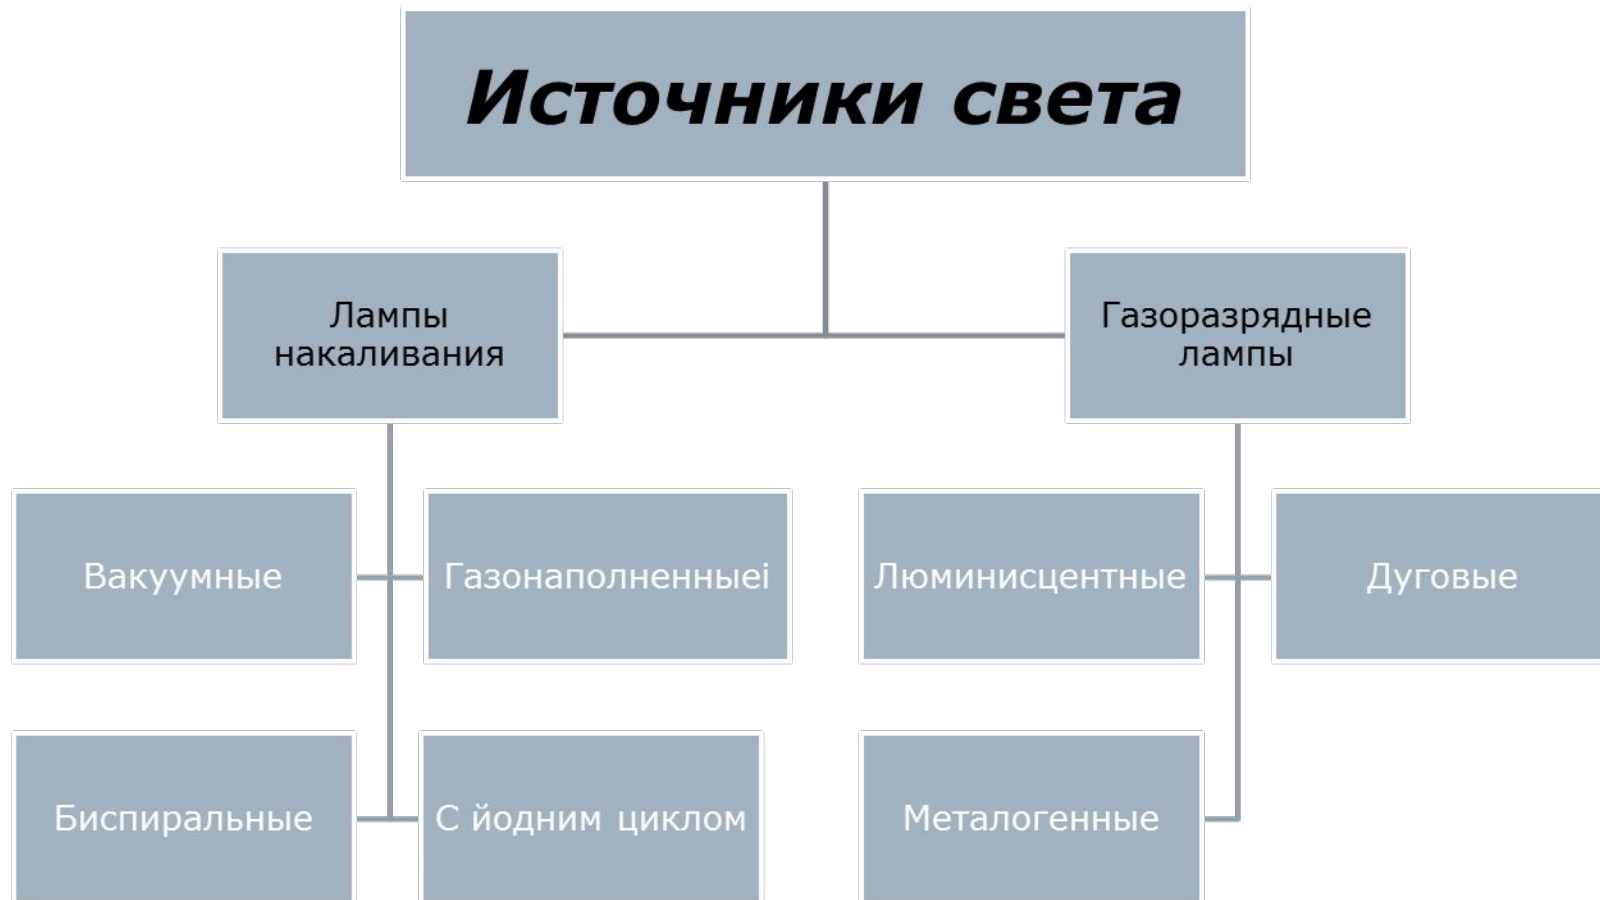 Источники света
Лампы
накаливания
Газоразрядные
лампы
Вакуумные
Газонаполненныеі
Люминисцентные
Дуговые
Биспиральные
С йодним циклом
Металогенные